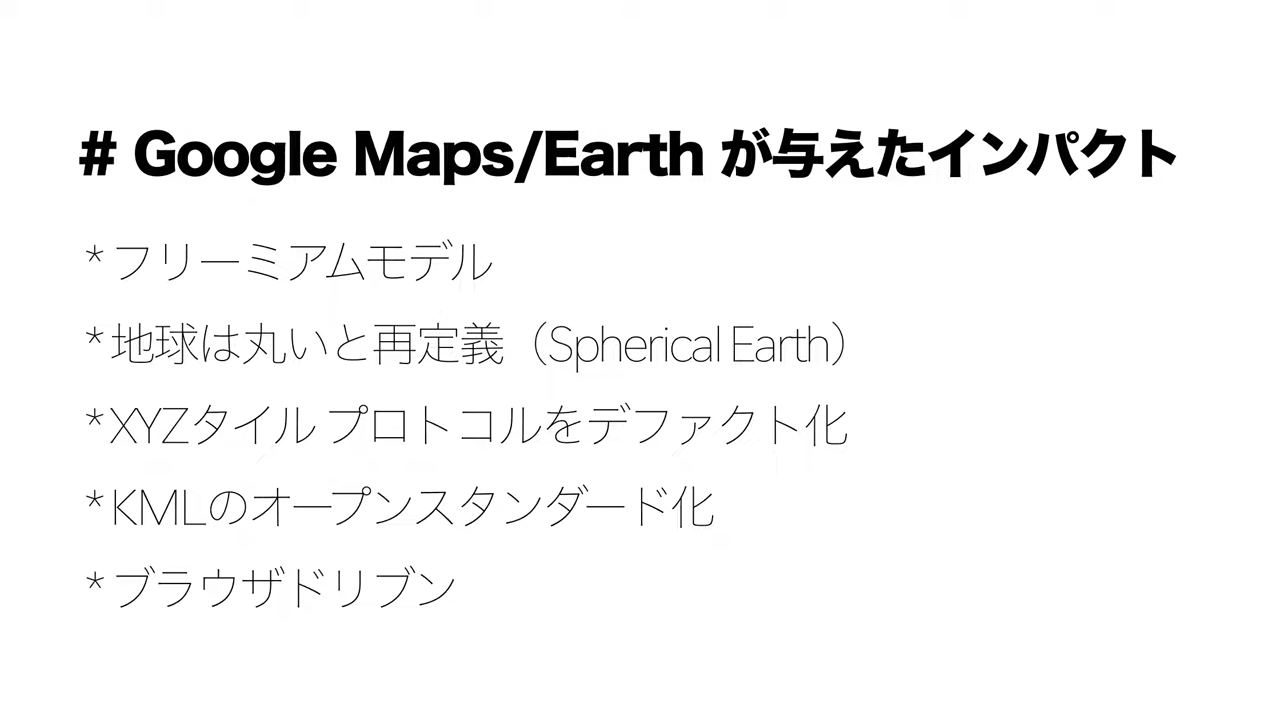 # Google Maps/Earth が与えたインパクト
* フリーミアムモデル
* 地球は丸いと再定義（Spherical Earth）
* XYZタイル プロトコルをデファクト化
* KMLのオープンスタンダード化
* ブラウザドリブン